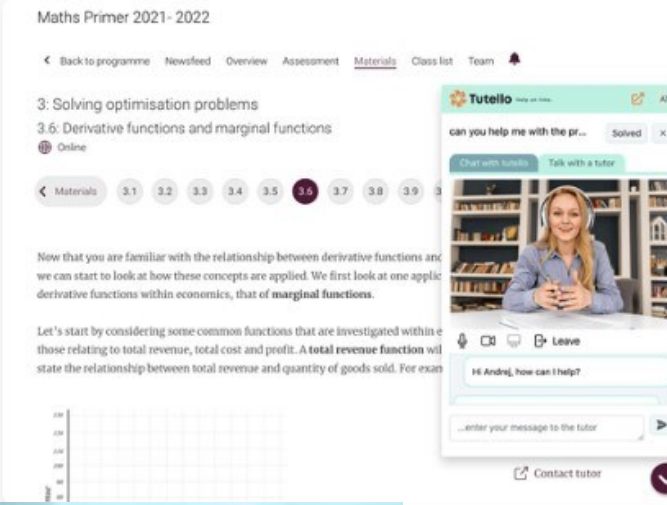 Maths Primer 2021- 2022
Back to programme Newsfeed Overview Assessment Materials Class list Team
3: Solving optimisation problems
3.6: Derivative functions and marginal functions
Online
Materials 3.1 3.2 3.3 3.4 3.5 3.6 3.7 3.8 3.9 3
Now that you are familiar with the relationship between derivative functions and
we can start to look at how these concepts are applied. We first look at one applic
derivative functions within economics, that of marginal functions.
Let's start by considering some common functions that are investigated within e
those relating to total revenue, total cost and profit. A total revenue function wil
state the relationship between total revenue and quantity of goods sold. For exam
Tutello
can you help me with the pr... Solved
Chat with tutello Talk with a tutor
Leave
Hi Andrej, how can I help?
...enter your message to the tutor
Contact tutor